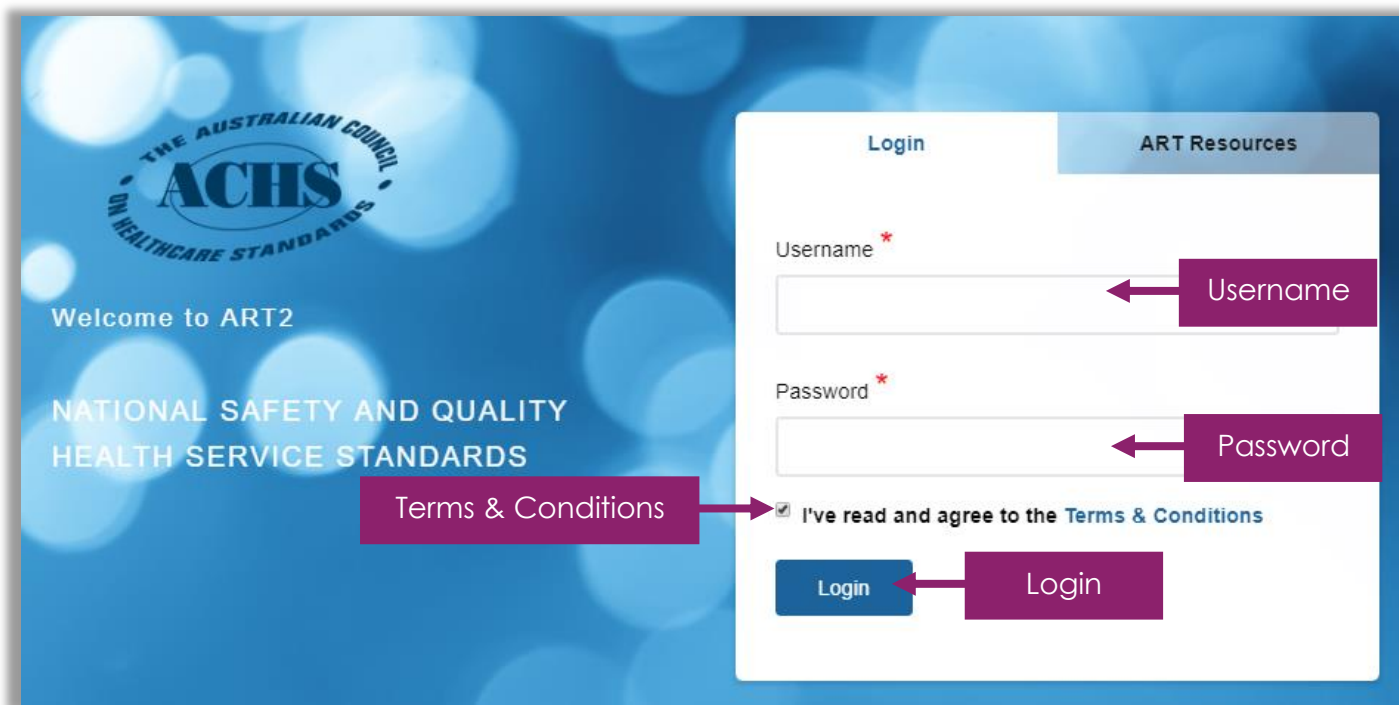 THE AUSTRALIAN COUNCIL
ACHS
ON HEALTHCARE STANDARDS
Welcome to ART2
NATIONAL SAFETY AND QUALITY
HEALTH SERVICE STANDARDS
Login
ART Resources
Username *
Username
Password *
Password
Terms & Conditions
I've read and agree to the Terms & Conditions
Login
Login